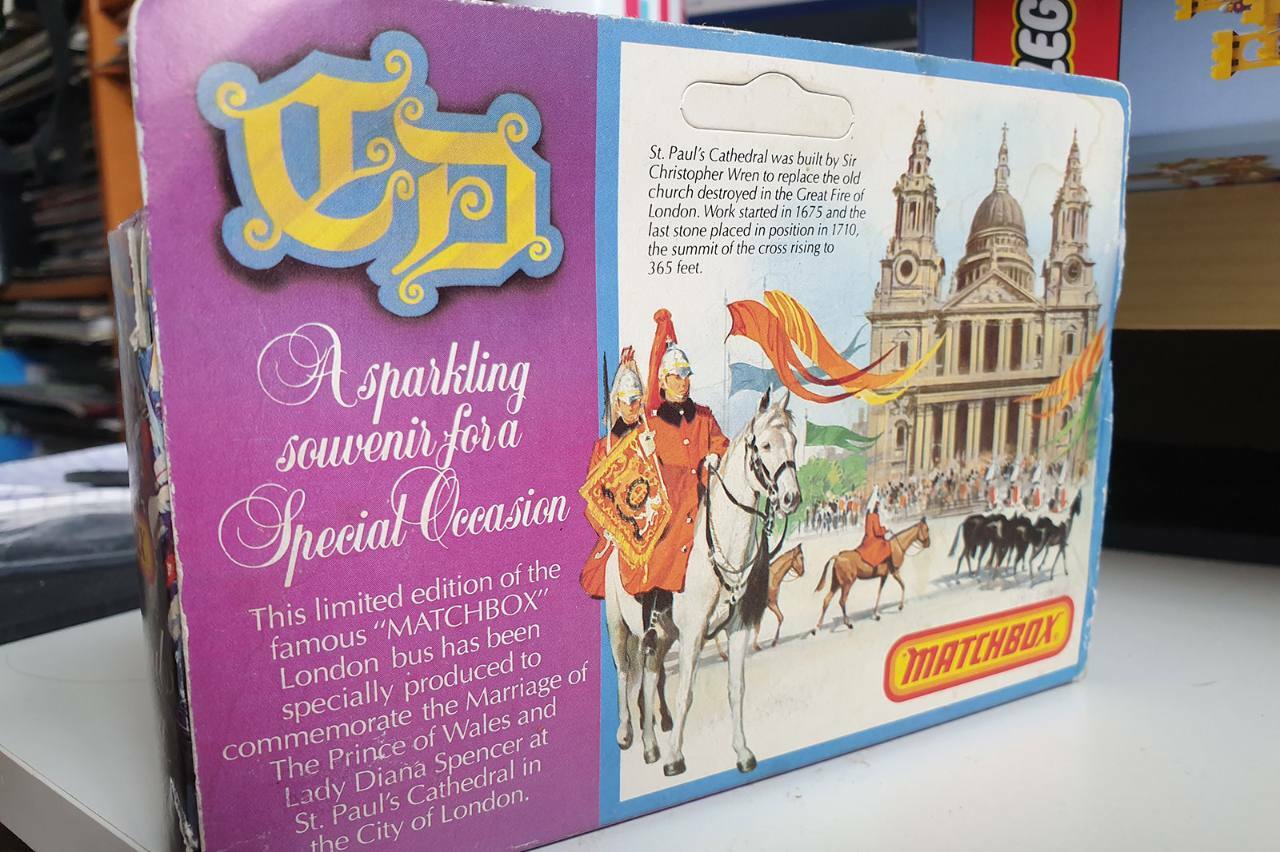 CD
A sparkling
souvenir for a
Special Occasion
This limited edition of the
famous “MATCHBOX”
London bus has been
specially produced to
commemorate the Marriage of
The Prince of Wales and
Lady Diana Spencer at
St. Paul's Cathedral in
the City of London.
St. Paul's Cathedral was built by Sir
Christopher Wren to replace the old
church destroyed in the Great Fire of
London. Work started in 1675 and the
last stone placed in position in 1710,
the summit of the cross rising to
365 feet.
MATCHBOX
LEG